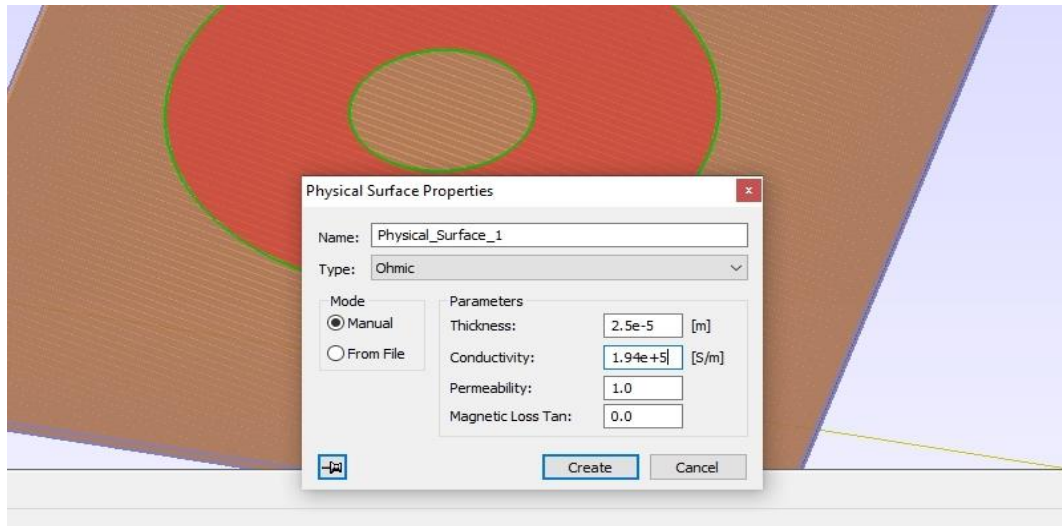 Physical Surface Properties
x
Name: Physical_Surface_1
Type: Ohmic
Mode
Manual
From File
Parameters
Thickness: 2.5e-5 [m]
Conductivity: 1.94e+5 [S/m]
Permeability: 1.0
Magnetic Loss Tan: 0.0
Create Cancel